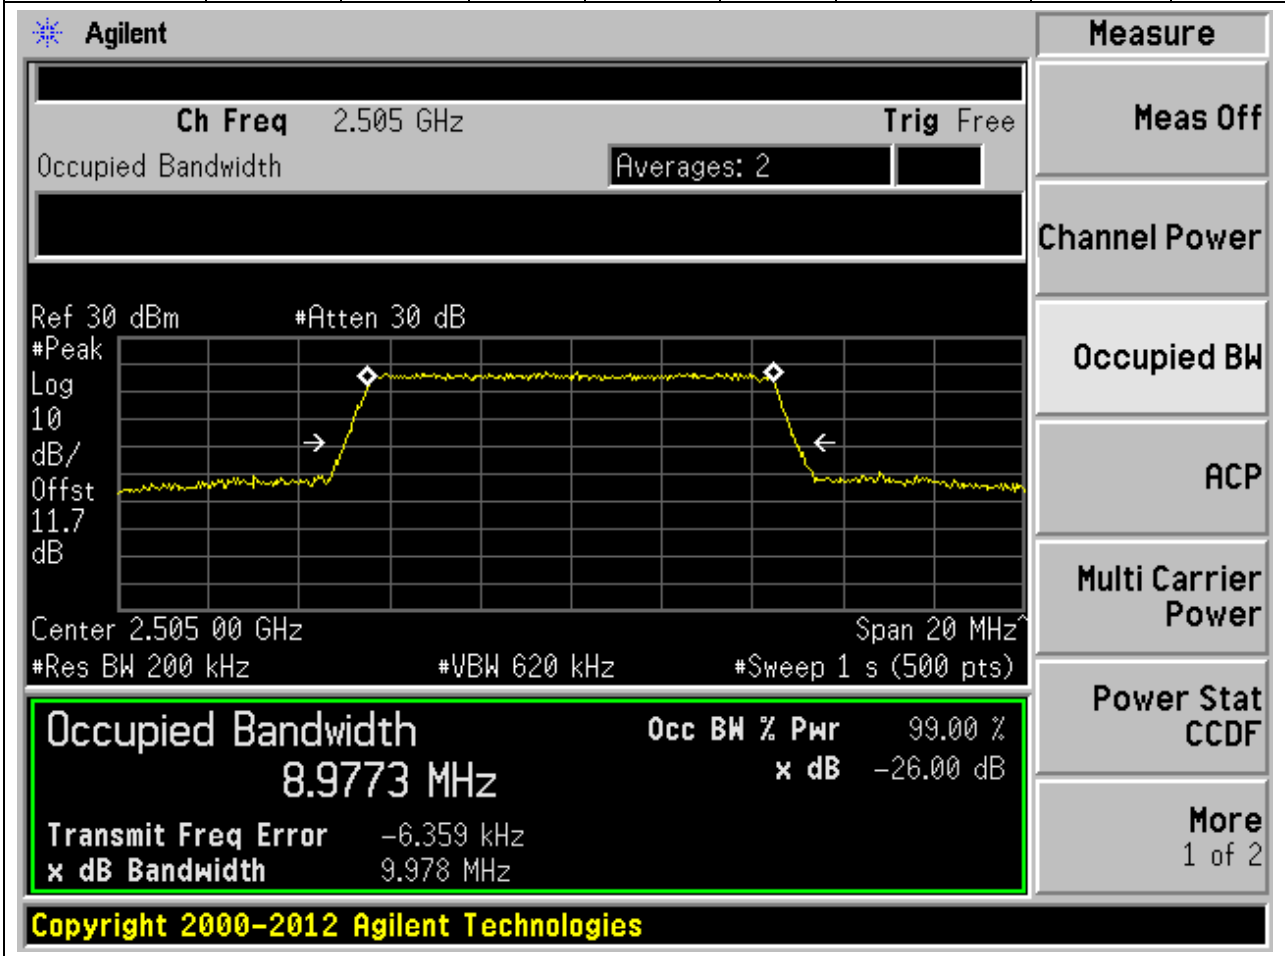 Agilent
Measure
Ch Freq 2.505 GHz Trig Free
Meas Off
Occupied Bandwidth Averages: 2
Channel Power
Ref 30 dBm #Atten 30 dB
#Peak
Log
10
dB/
Offst
11.7
dB
Occupied BW
ACP
Center 2.505 00 GHz Span 20 MHz^
#Res BW 200 kHz #VBW 620 kHz #Sweep 1 s (500 pts)
Multi Carrier
Power
Occupied Bandwidth Occ BW % Pwr 99.00 %
8.9773 MHz x dB -26.00 dB
Transmit Freq Error -6.359 kHz
x dB Bandwidth 9.978 MHz
Power Stat
CCDF
More
1 of 2
Copyright 2000-2012 Agilent Technologies